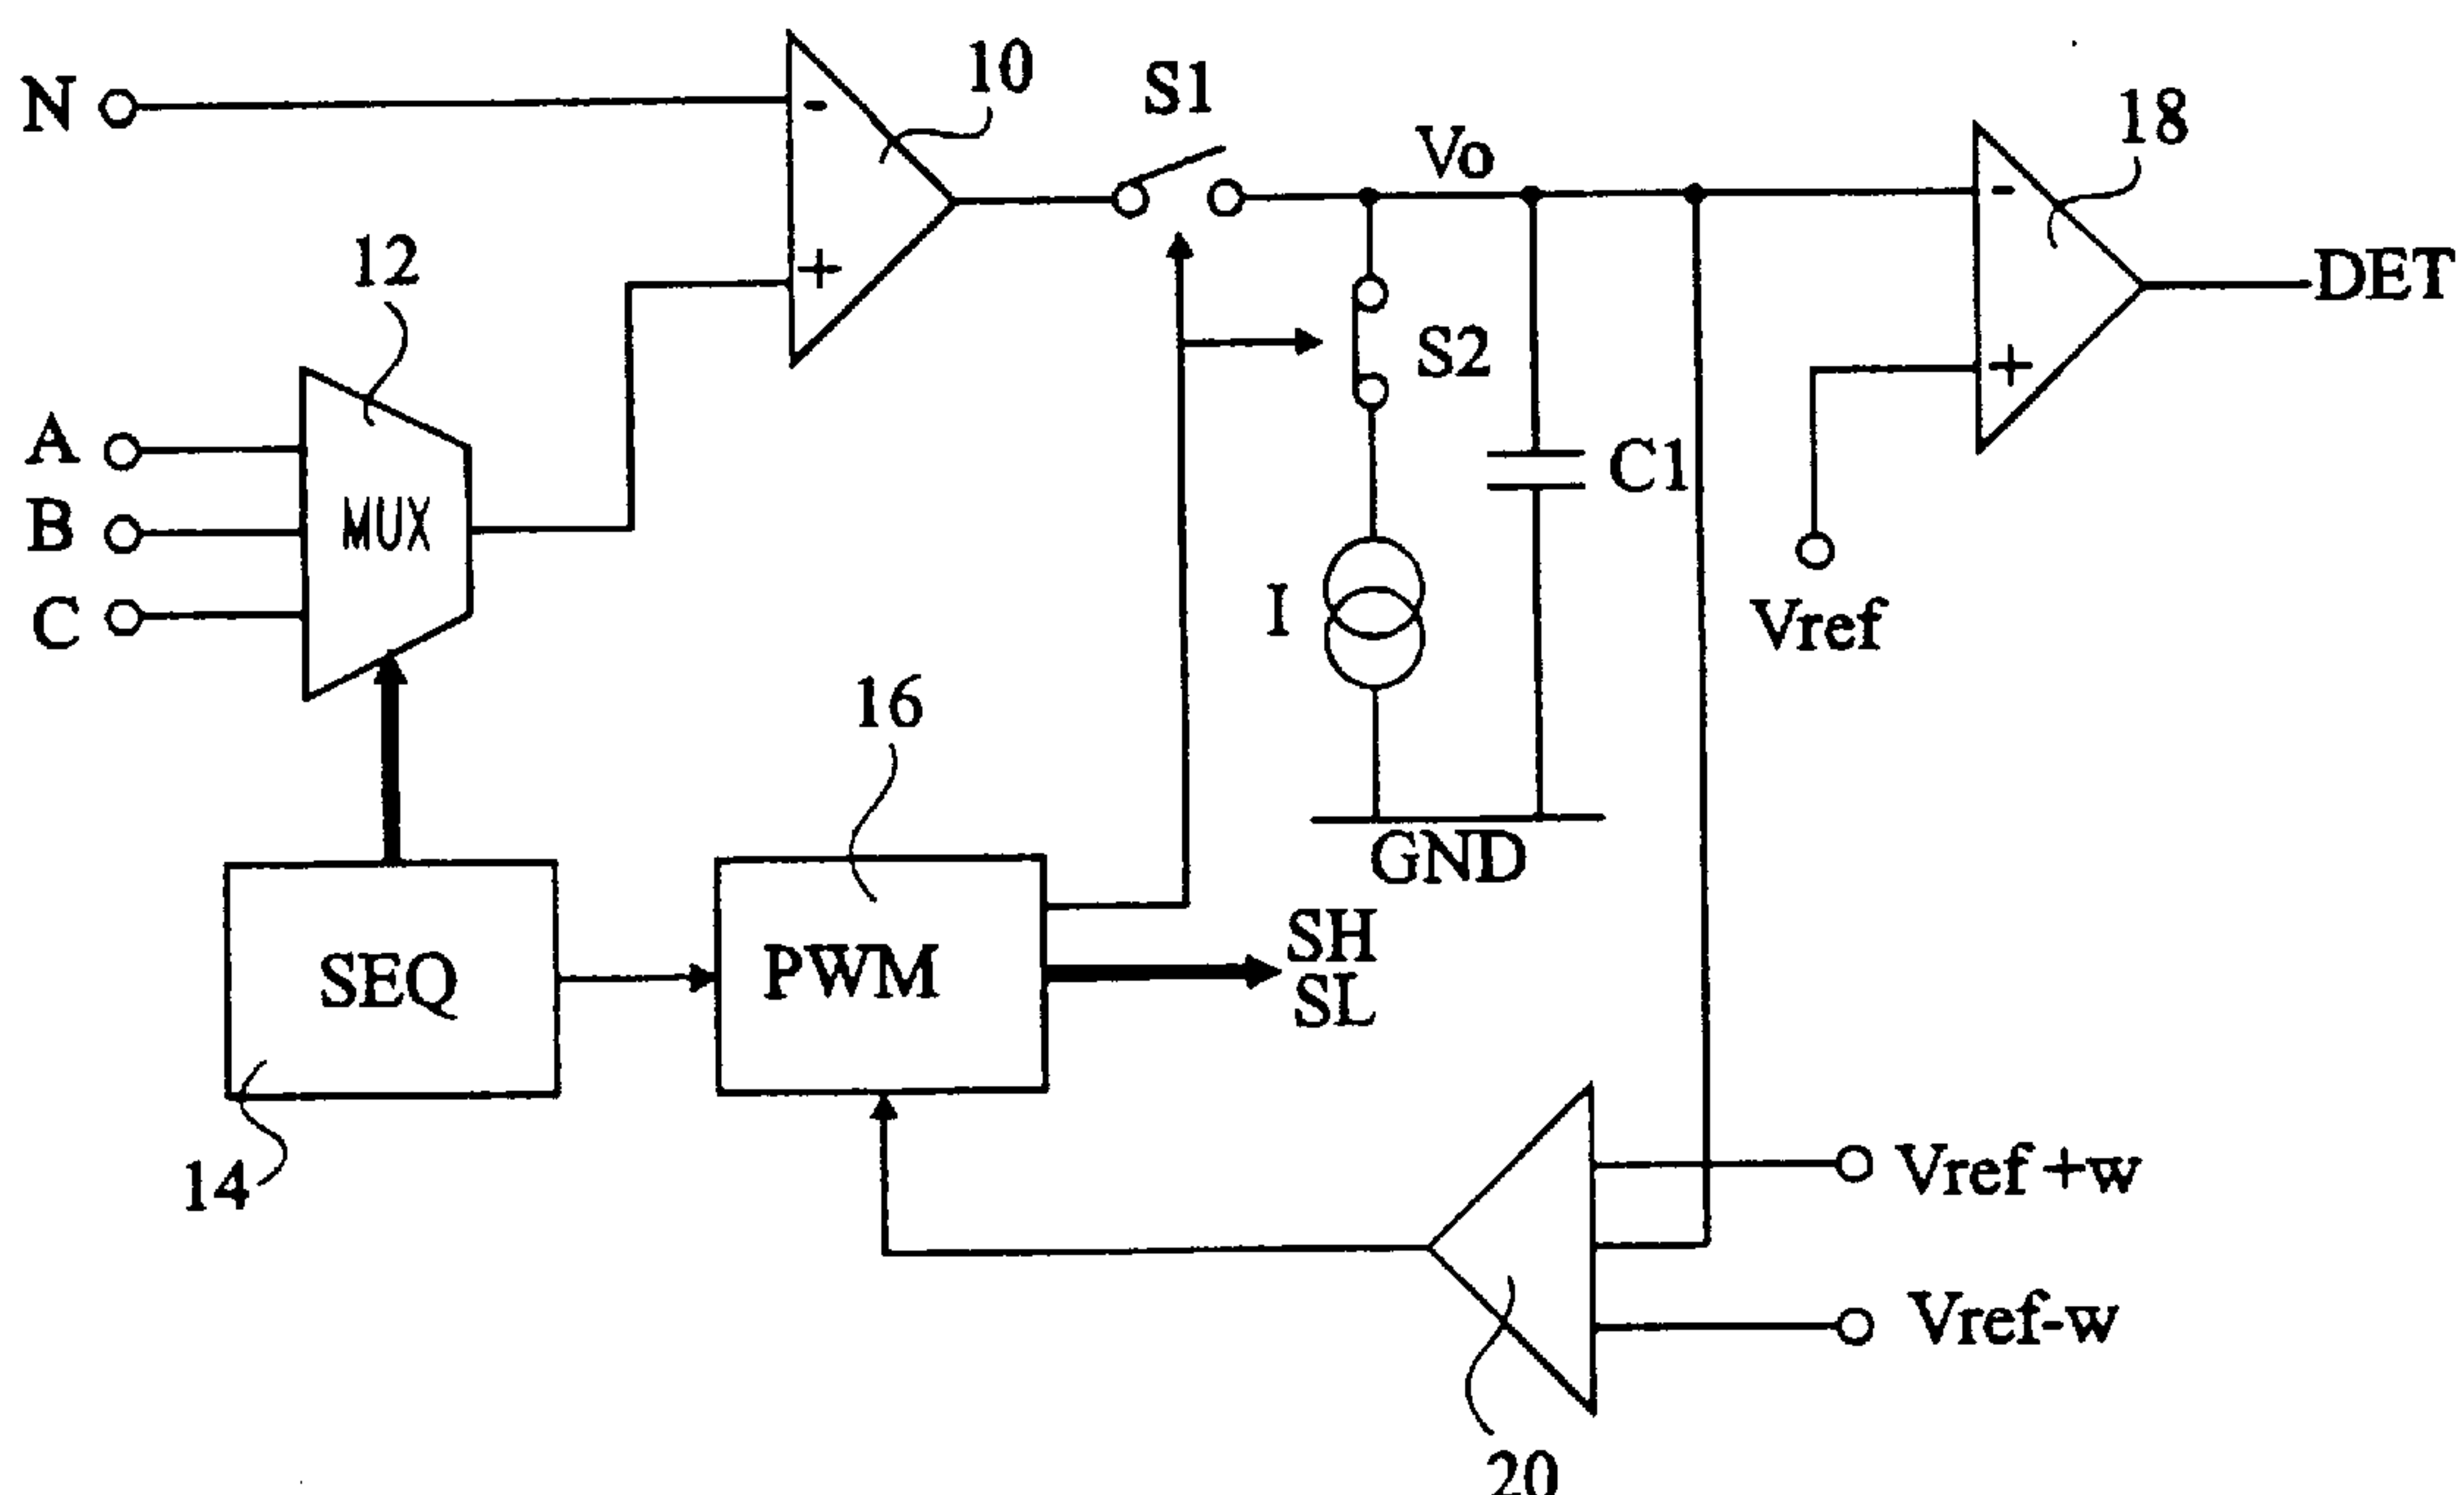 N
-
10
S1
Vo
18
-
DET
12
+
+
S2
A
B
C
MUX
C1
I
Vref
16
GND
SEQ
PWM
SH
SL
14
Vref +w
Vref-w
20